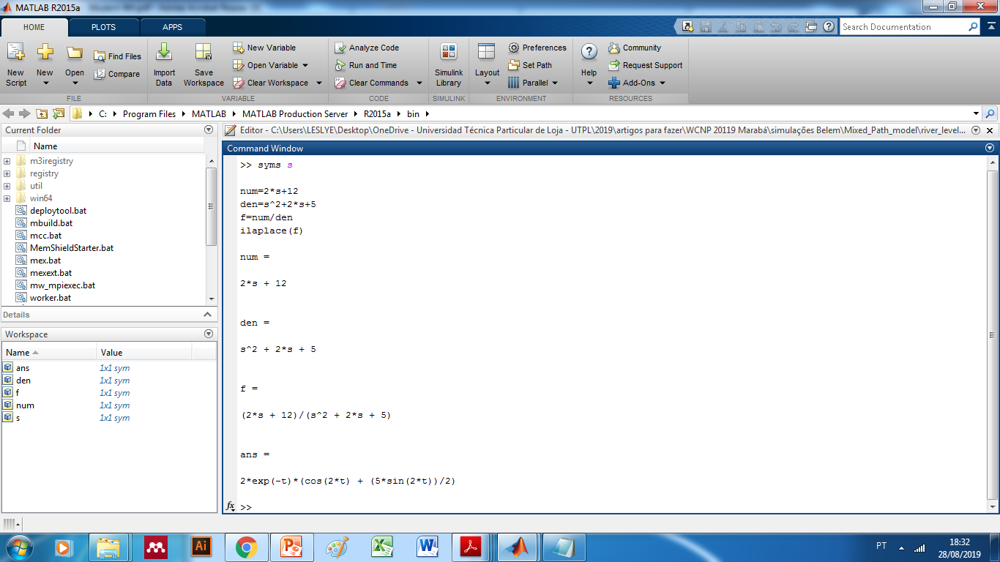 MATLAB R2015a
HOME
PLOTS
APPS
Search Documentation
New Script
New
Open
Find Files
Compare
Import Data
Save Workspace
New Variable
Open Variable
Clear Workspace
Analyze Code
Run and Time
Clear Commands
Simulink Library
Layout
Preferences
Set Path
Parallel
Help
Community
Request Support
Add-Ons
FILE
VARIABLE
CODE
SIMULINK
ENVIRONMENT
RESOURCES
C: Program Files MATLAB MATLAB Production Server R2015a bin
Current Folder
Name
m3iregistry
registry
util
win64
deploytool.bat
mbuild.bat
mcc.bat
MemShieldStarter.bat
mex.bat
mexext.bat
mw_mpiexec.bat
worker.bat
Details
Workspace
Name Value
ans 1x1 sym
den 1x1 sym
f 1x1 sym
num 1x1 sym
s 1x1 sym
Editor - C:\Users\LESLYE\Desktop\OneDrive - Universidad Técnica Particular de Loja - UTPL\2019\artigos para fazer\WCNP 20119 Marabá\simulações Belem\Mixed_Path_model\river_level...
Command Window
>> syms s
num=2*s+12
den=s^2+2*s+5
f=num/den
ilaplace(f)
num =
2*s + 12
den =
s^2 + 2*s + 5
f =
(2*s + 12)/(s^2 + 2*s + 5)
ans =
2*exp(-t)*(cos(2*t) + (5*sin(2*t))/2)
fx >>
Ai
PT
18:32
28/08/2019